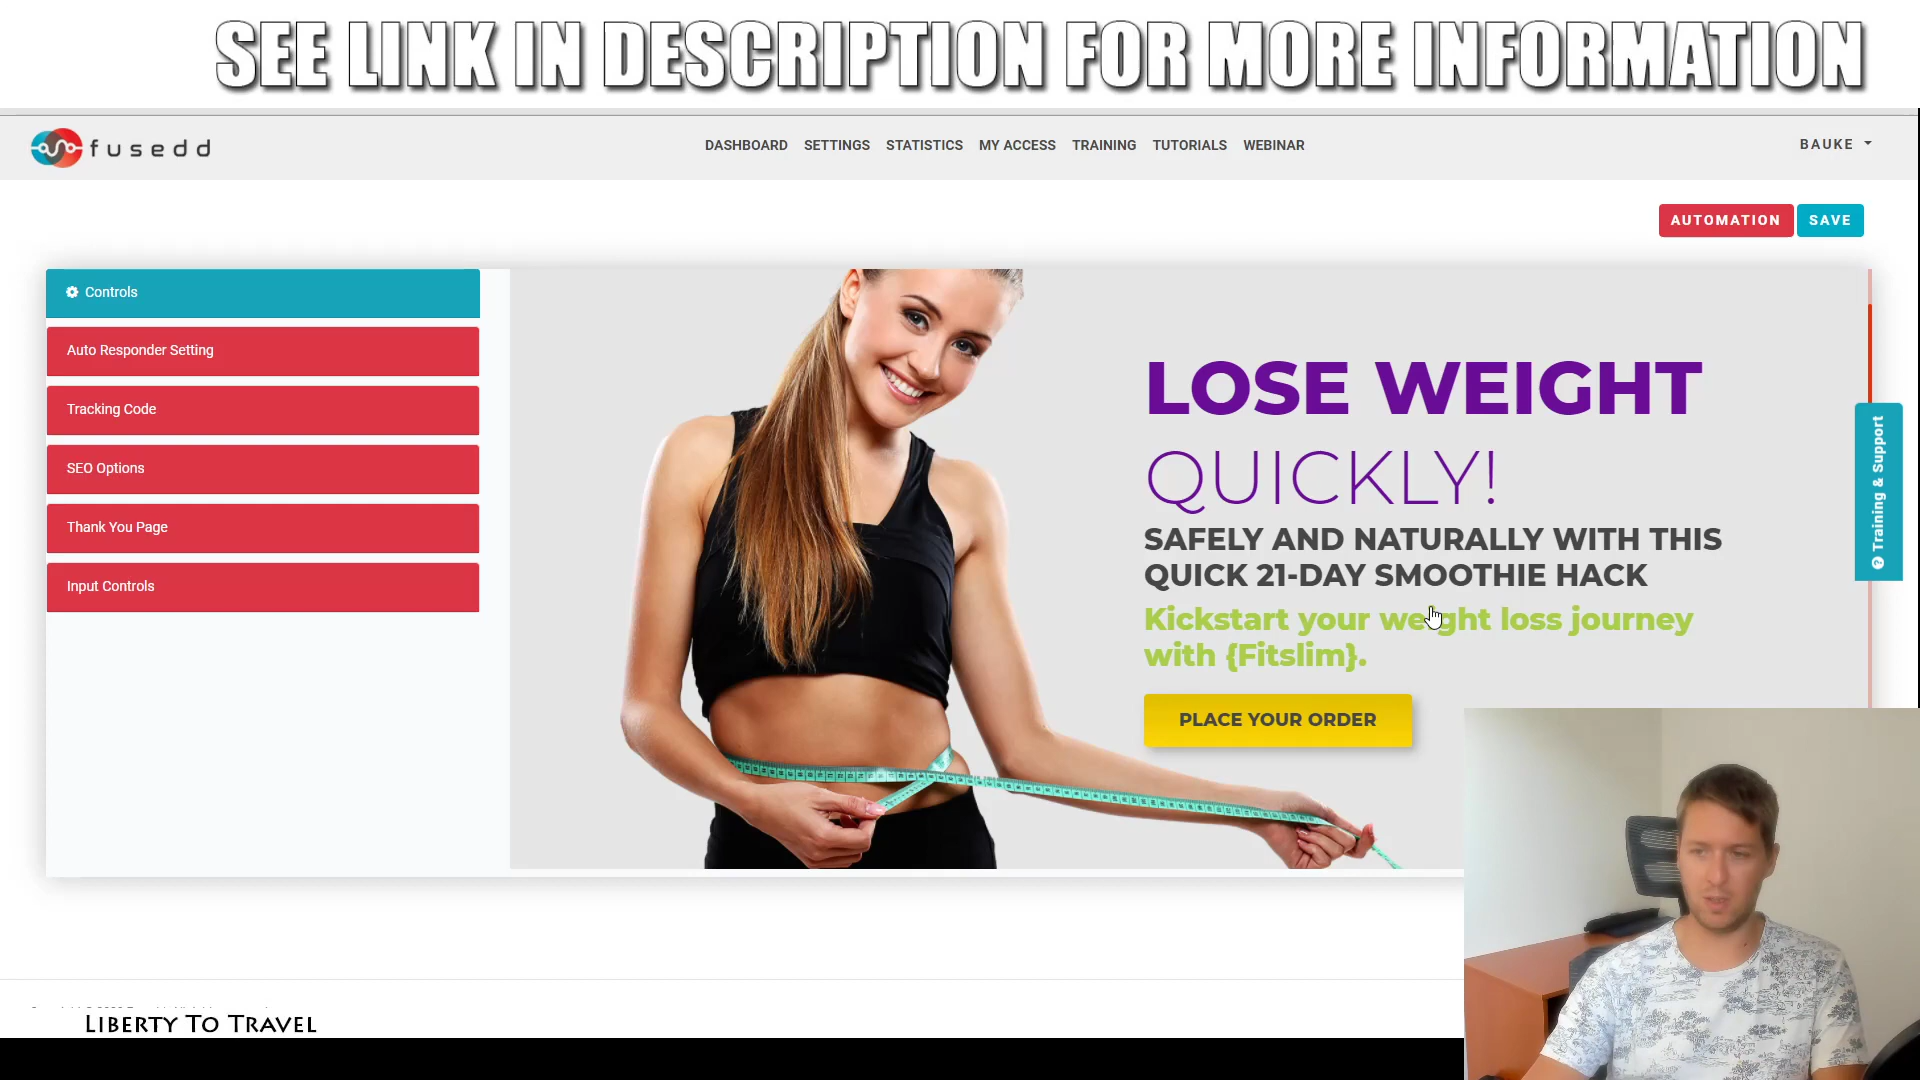 SEE LINK IN DESCRIPTION FOR MORE INFORMATION
fusedd
DASHBOARD SETTINGS STATISTICS MY ACCESS TRAINING TUTORIALS WEBINAR
BAUKE
AUTOMATION SAVE
Controls
Auto Responder Setting
Tracking Code
SEO Options
Thank You Page
Input Controls
LOSE WEIGHT
QUICKLY!
SAFELY AND NATURALLY WITH THIS
QUICK 21-DAY SMOOTHIE HACK
Kickstart your weight loss journey
with {Fitslim}.
PLACE YOUR ORDER
Training & Support
LIBERTY TO TRAVEL